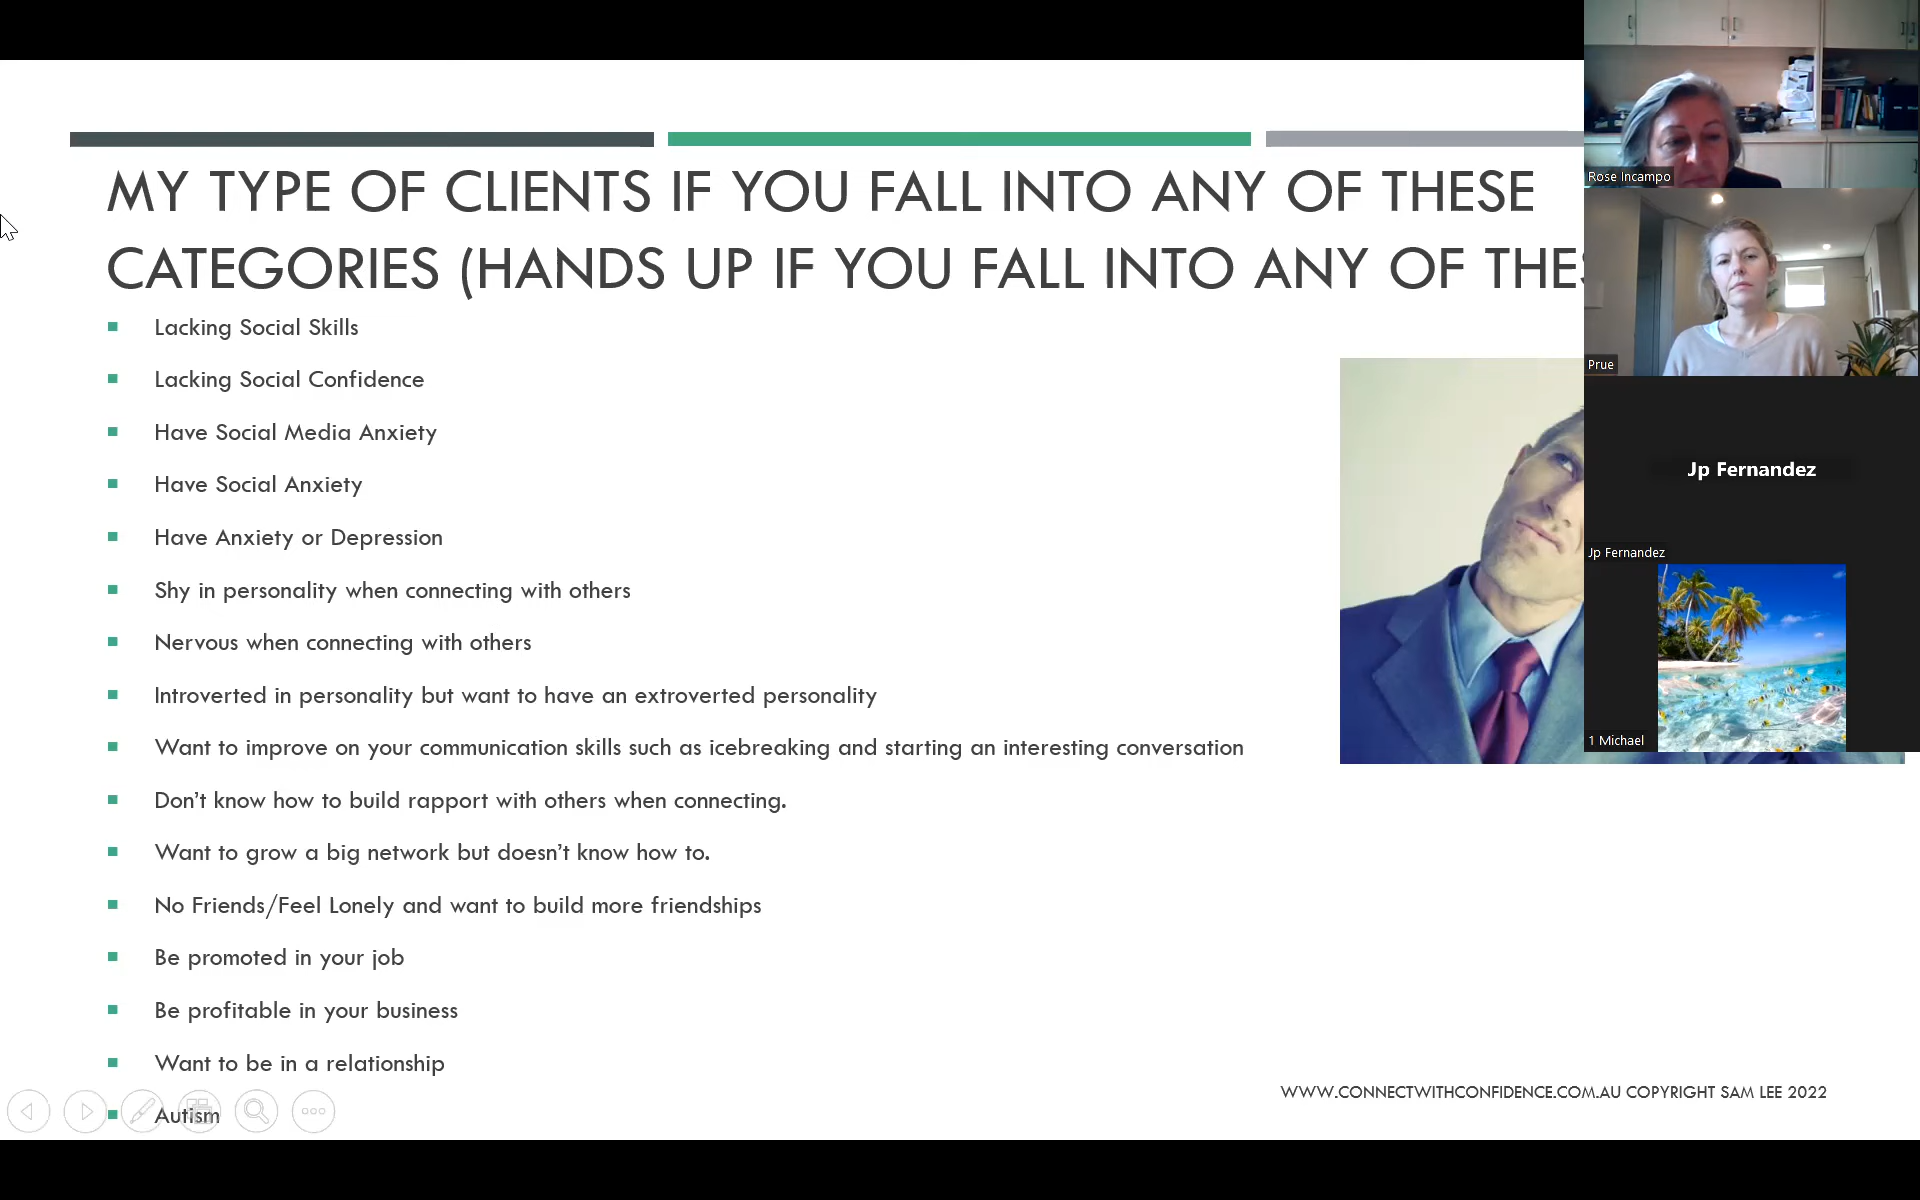 MY TYPE OF CLIENTS IF YOU FALL INTO ANY OF THESE
CATEGORIES (HANDS UP IF YOU FALL INTO ANY OF
Lacking Social Skills
Lacking Social Confidence
Have Social Media Anxiety
Have Social Anxiety
Have Anxiety or Depression
Shy in personality when connecting with others
Nervous when connecting with others
Introverted in personality but want to have an extroverted personality
Want to improve on your communication skills such as icebreaking and starting an interesting conversation
Don’t know how to build rapport with others when connecting.
Want to grow a big network but doesn’t know how to.
No Friends/Feel Lonely and want to build more friendships
Be promoted in your job
Be profitable in your business
Want to be in a relationship
Autism
WWW.CONNECTWITHCONFIDENCE.COM.AU COPYRIGHT SAM LEE 2022
Rose Incampo
Prue
Jp Fernandez
Jp Fernandez
1 Michael